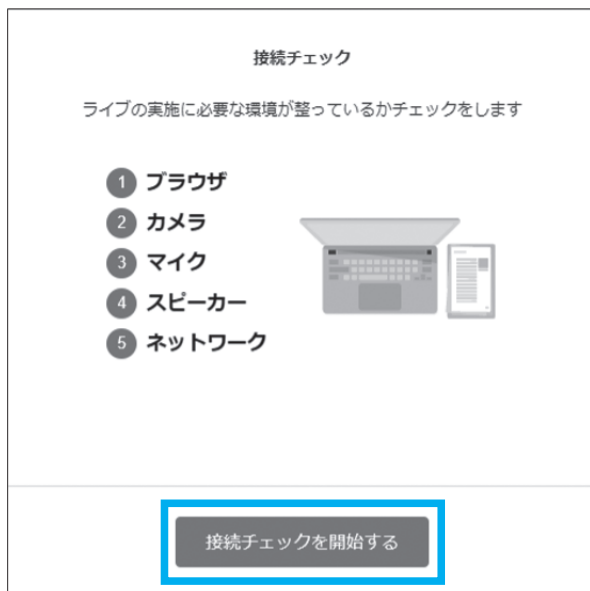 接続チェック
ライブの実施に必要な環境が整っているかチェックをします
1 ブラウザ
2 カメラ
3 マイク
4 スピーカー
5 ネットワーク
接続チェックを開始する